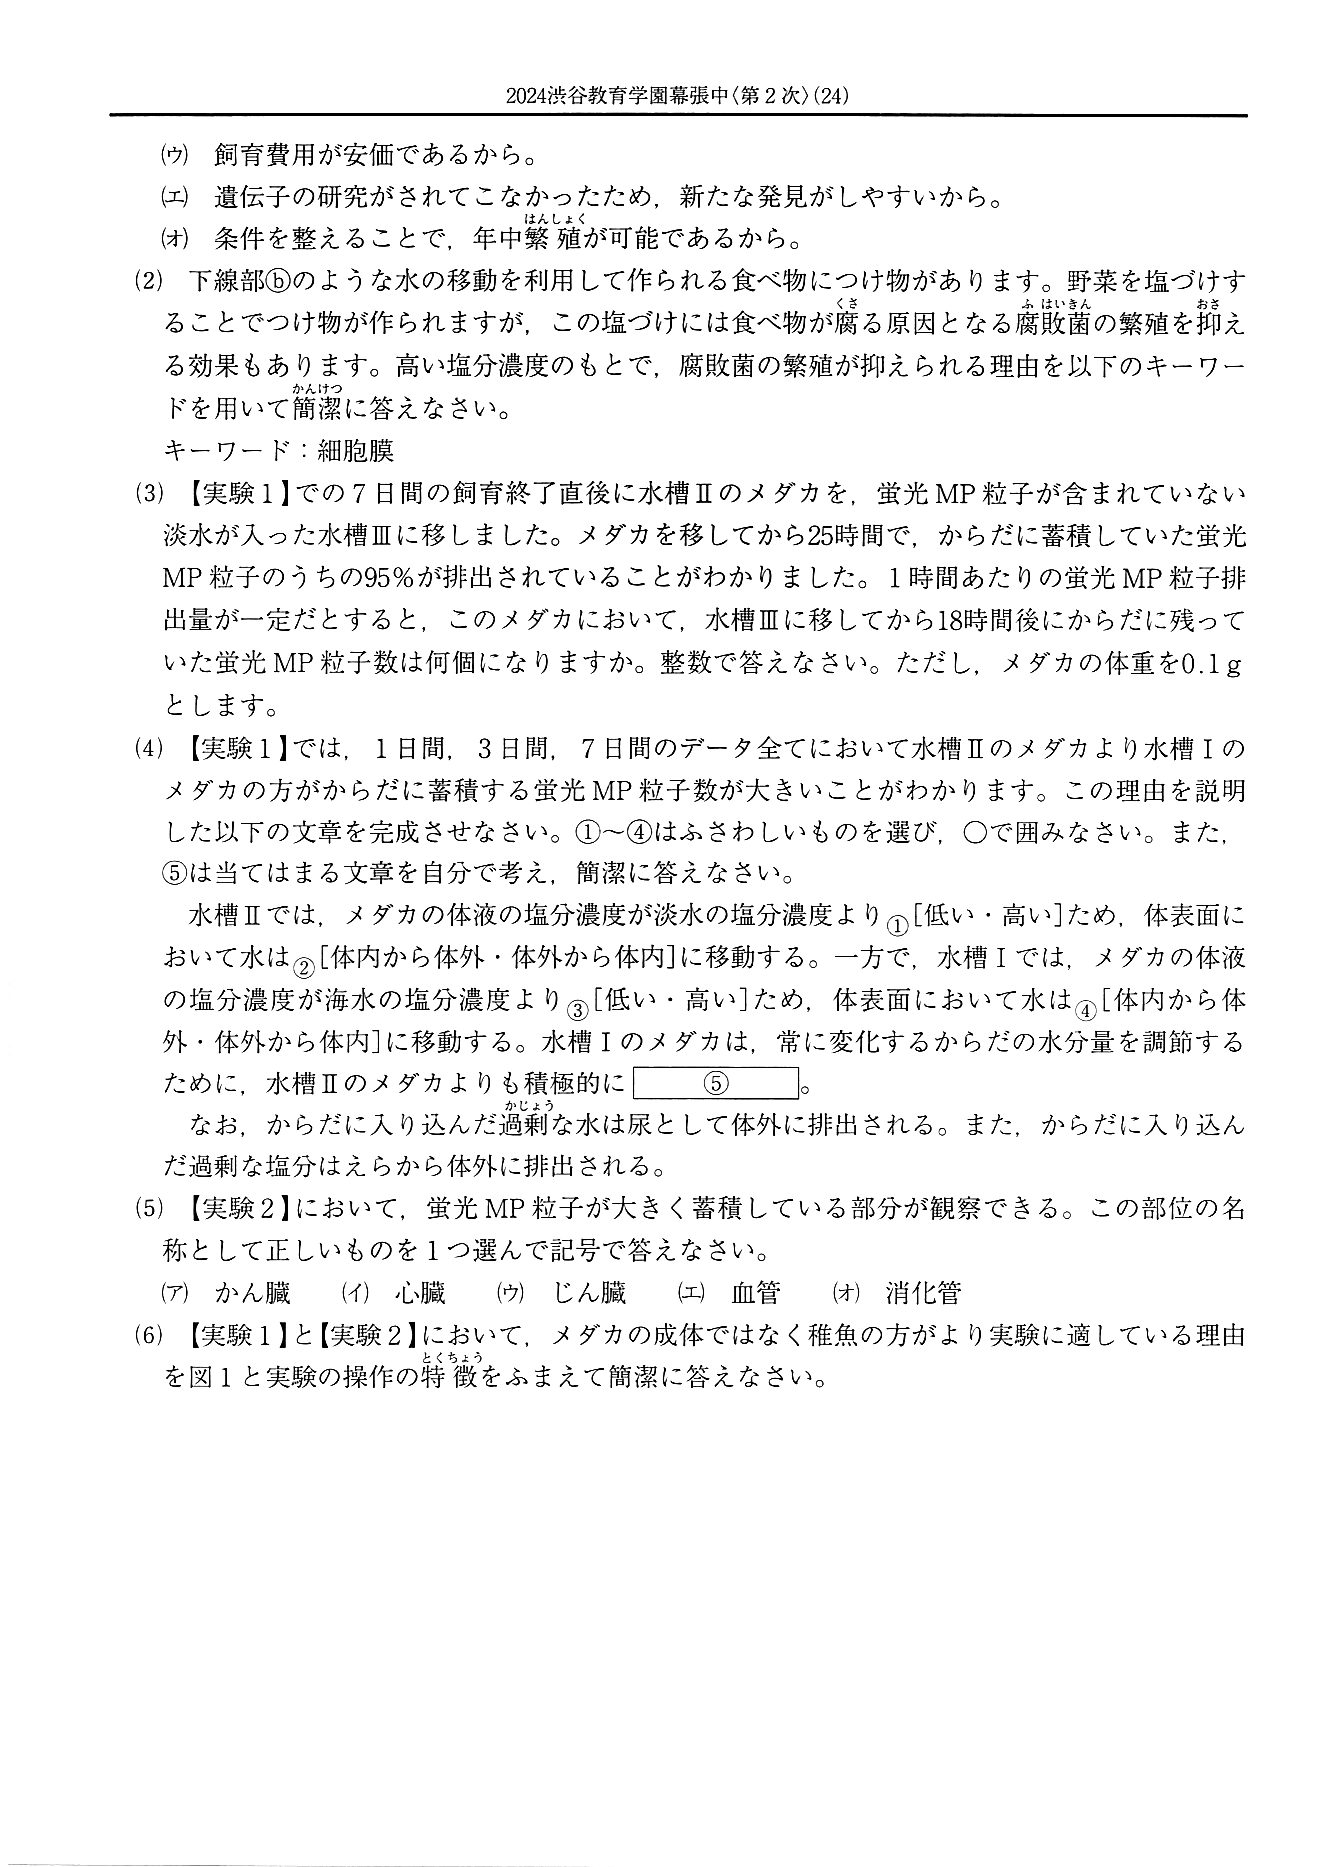 2024渋谷教育学園幕張中〈第2次〉(24)
(ウ) 飼育費用が安価であるから。
(エ) 遺伝子の研究がされてこなかったため，新たな発見がしやすいから。
はんしょく
(オ) 条件を整えることで，年中繁殖が可能であるから。
(2) 下線部ⓑのような水の移動を利用して作られる食べ物につけ物があります。野菜を塩づけす
くさ ふはいきん おさ
ることでつけ物が作られますが，この塩づけには食べ物が腐る原因となる腐敗菌の繁殖を抑え
る効果もあります。高い塩分濃度のもとで，腐敗菌の繁殖が抑えられる理由を以下のキーワー
かんけつ
ドを用いて簡潔に答えなさい。
キーワード：細胞膜
(3) 【実験1】での7日間の飼育終了直後に水槽Ⅱのメダカを，蛍光MP粒子が含まれていない
淡水が入った水槽Ⅲに移しました。メダカを移してから25時間で，からだに蓄積していた蛍光
MP粒子のうちの95％が排出されていることがわかりました。1時間あたりの蛍光MP粒子排
出量が一定だとすると，このメダカにおいて，水槽Ⅲに移してから18時間後にからだに残って
いた蛍光MP粒子数は何個になりますか。整数で答えなさい。ただし，メダカの体重を0.1g
とします。
(4) 【実験1】では，1日間，3日間，7日間のデータ全てにおいて水槽Ⅱのメダカより水槽Ⅰの
メダカの方がからだに蓄積する蛍光MP粒子数が大きいことがわかります。この理由を説明
した以下の文章を完成させなさい。①～④はふさわしいものを選び，○で囲みなさい。また，
⑤は当てはまる文章を自分で考え，簡潔に答えなさい。
水槽Ⅱでは，メダカの体液の塩分濃度が淡水の塩分濃度より①[低い・高い]ため，体表面に
おいて水は②[体内から体外・体外から体内]に移動する。一方で，水槽Ⅰでは，メダカの体液
の塩分濃度が海水の塩分濃度より③[低い・高い]ため，体表面において水は④[体内から体
外・体外から体内]に移動する。水槽Ⅰのメダカは，常に変化するからだの水分量を調節する
ために，水槽Ⅱのメダカよりも積極的に ⑤ 。
かじょう
なお，からだに入り込んだ過剰な水は尿として体外に排出される。また，からだに入り込ん
だ過剰な塩分はえらから体外に排出される。
(5) 【実験2】において，蛍光MP粒子が大きく蓄積している部分が観察できる。この部位の名
称として正しいものを1つ選んで記号で答えなさい。
(ア) かん臓 (イ) 心臓 (ウ) じん臓 (エ) 血管 (オ) 消化管
(6) 【実験1】と【実験2】において，メダカの成体ではなく稚魚の方がより実験に適している理由
とくちょう
を図1と実験の操作の特徴をふまえて簡潔に答えなさい。